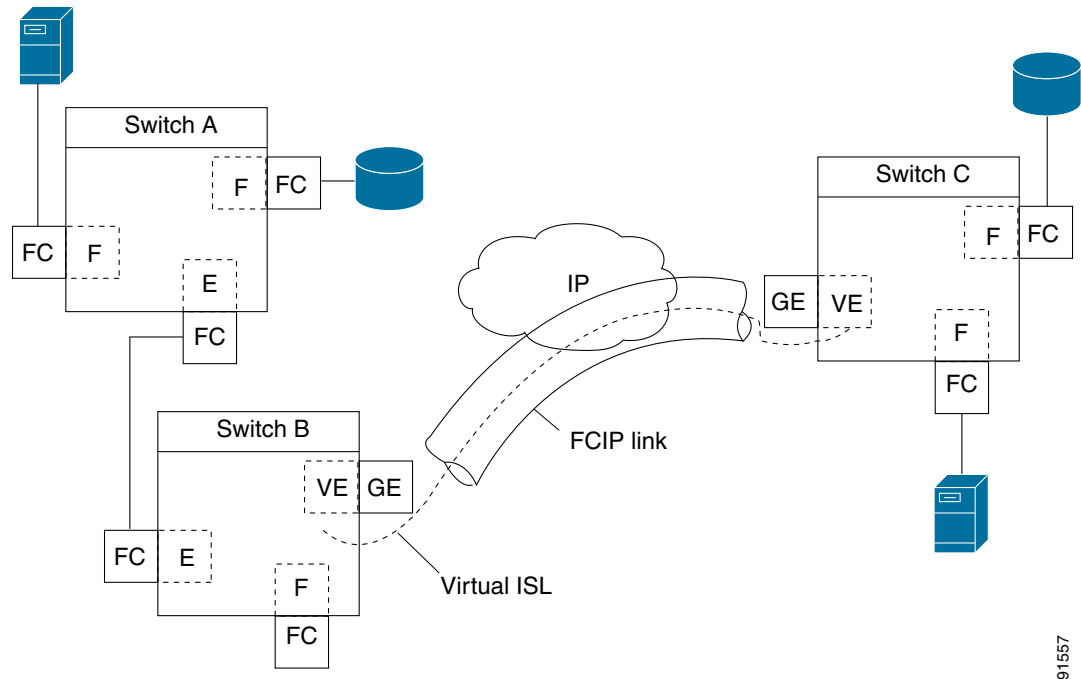 Switch A
F FC
FC F
E
FC
Switch B
VE GE
FC E
F
FC
IP
FCIP link
Virtual ISL
Switch C
F FC
GE VE
F
FC
91557